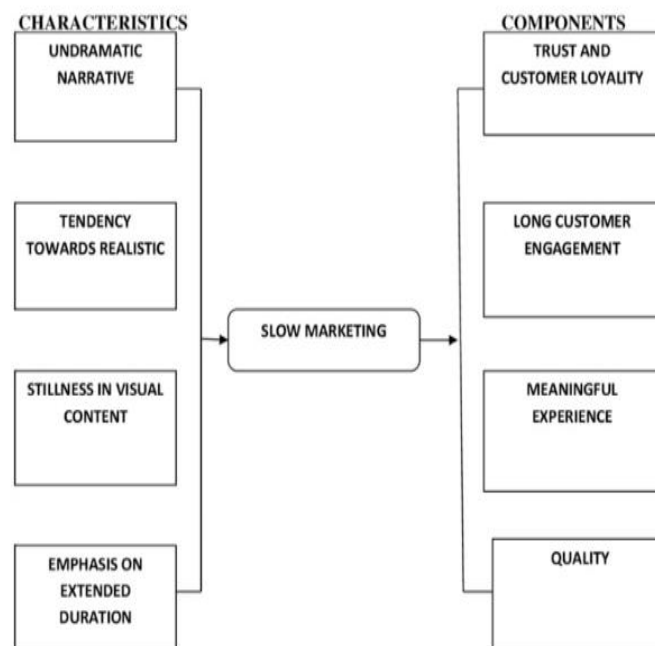 CHARACTERISTICS
UNDRAMATIC
NARRATIVE
TENDENCY
TOWARDS REALISTIC
STILLNESS IN VISUAL
CONTENT
EMPHASIS ON
EXTENDED
DURATION
SLOW MARKETING
COMPONENTS
TRUST AND
CUSTOMER LOYALITY
LONG CUSTOMER
ENGAGEMENT
MEANINGFUL
EXPERIENCE
QUALITY